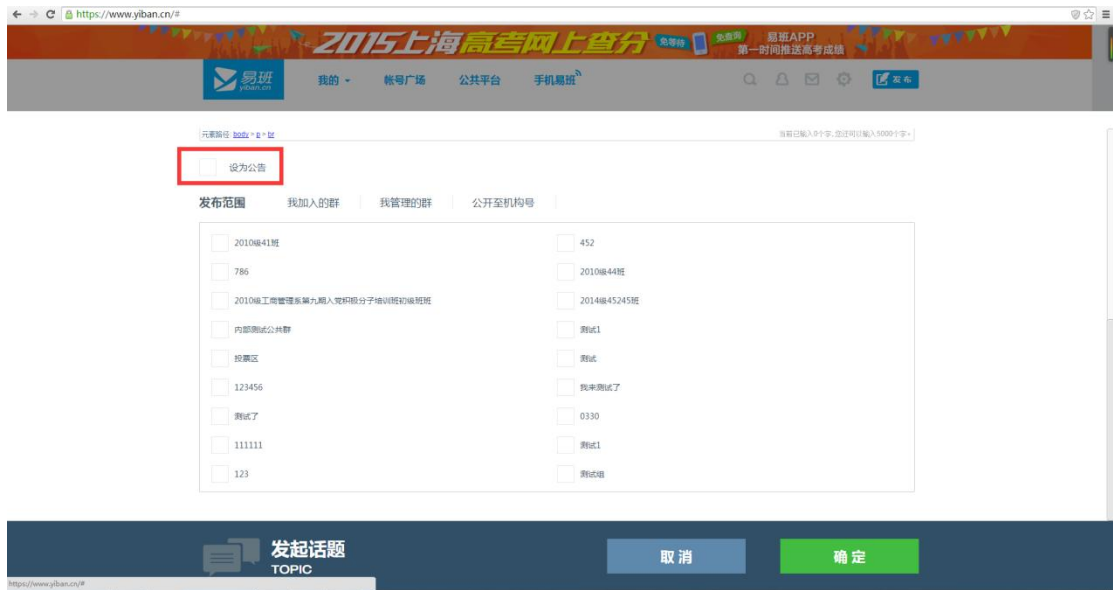 https://www.yiban.cn/#
2015上海高考网上查分 免等待 免查询 易班APP
第一时间推送高考成绩
易班 yiban.cn 我的 帐号广场 公共平台 手机易班 发布
元素路径: body > p > br 当前已输入0个字,您还可以输入5000个字。
设为公告
发布范围 我加入的群 我管理的群 公开至机构号
2010级41班 452
786 2010级44班
2010级工商管理系第九期入党积极分子培训班初级班班 2014级45245班
内部测试公共群 测试1
投票区 测试
123456 我来测试了
测试了 0330
111111 测试1
123 测试组
发起话题 取消 确定
TOPIC
https://www.yiban.cn/#